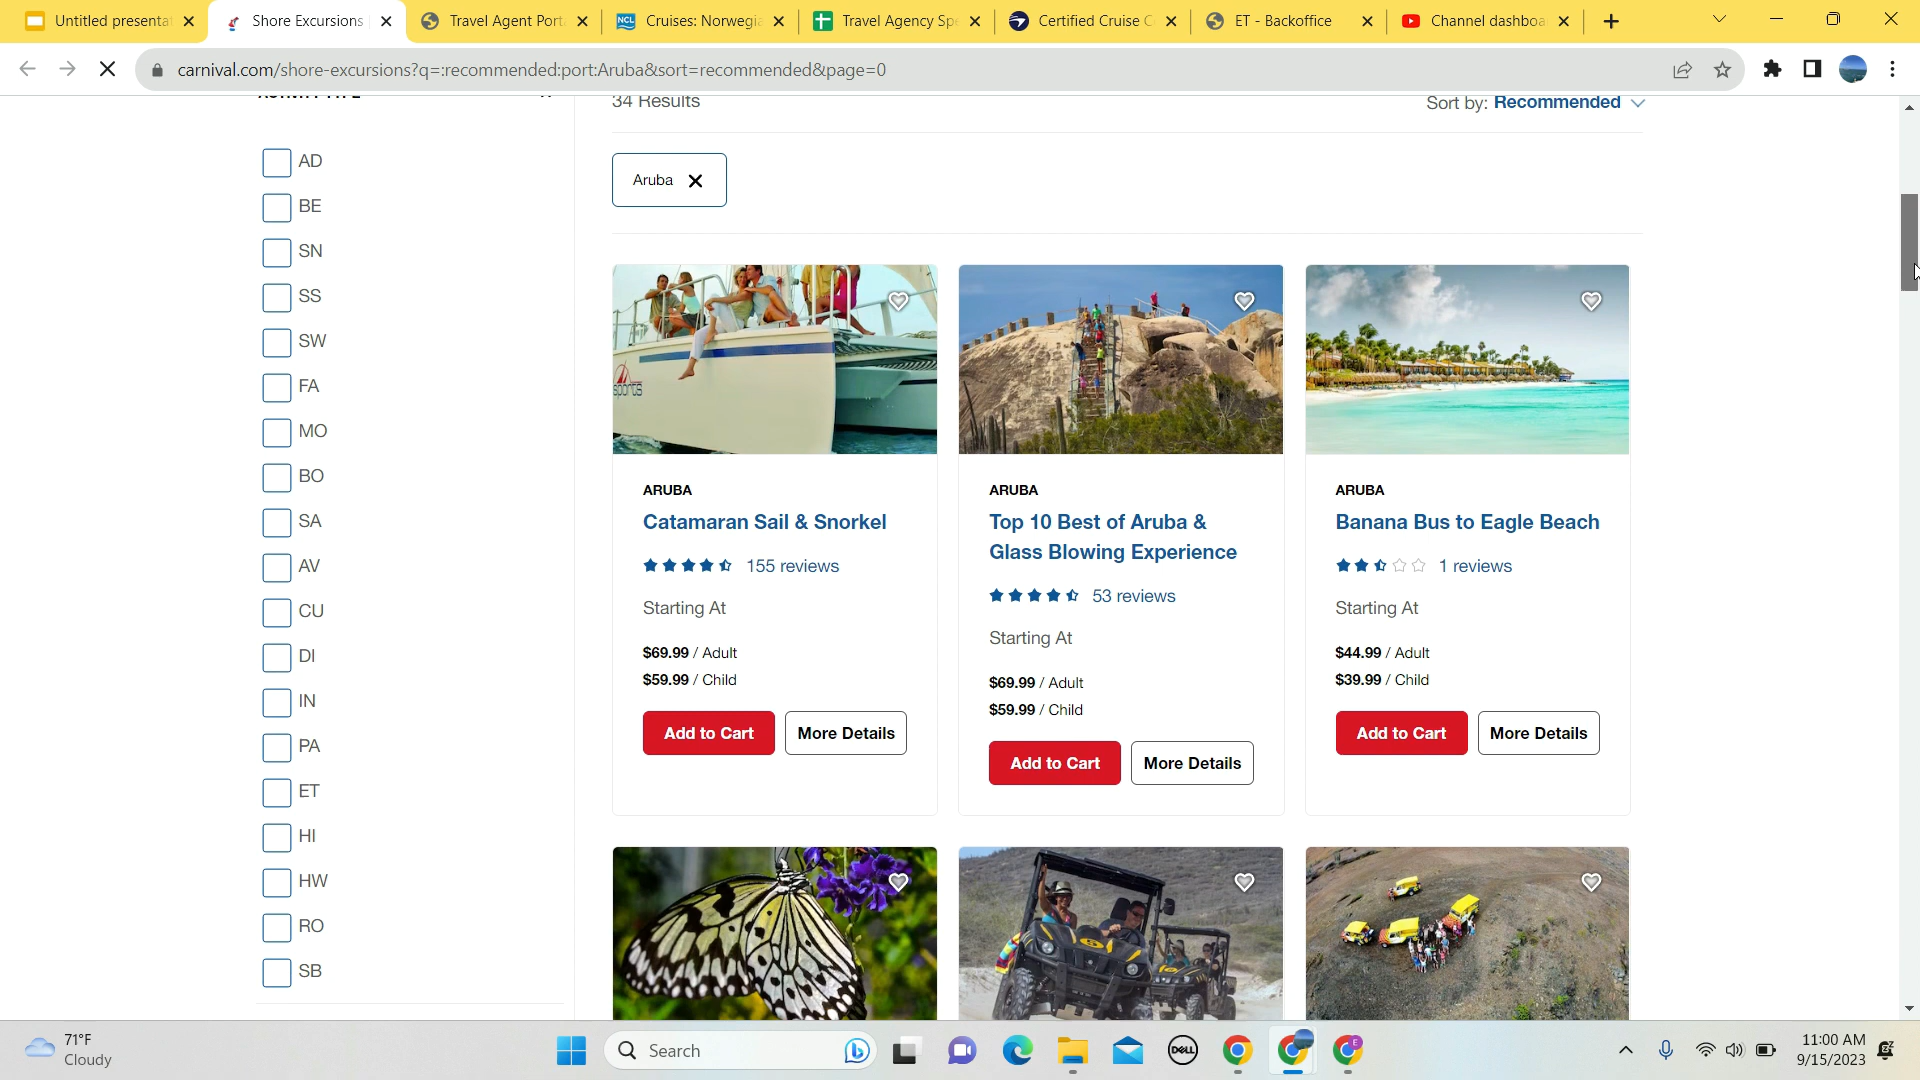 Untitled presenta
Shore Excursions
Travel Agent Port
NCL
Cruises: Norwegia
Travel Agency Spe
Certified Cruise C
ET - Backoffice
Channel dashboa
carnival.com/shore-excursions?q=:recommended:port:Aruba&sort=recommended&page=0
ACTIVITY TYPE
34 Results
Sort by: Recommended
Aruba
AD
BE
SN
SS
SW
FA
MO
BO
SA
AV
CU
DI
IN
PA
ET
HI
HW
RO
SB
ports
ARUBA
Catamaran Sail & Snorkel
155 reviews
Starting At
$69.99 / Adult
$59.99 / Child
Add to Cart
More Details
ARUBA
Top 10 Best of Aruba &
Glass Blowing Experience
53 reviews
Starting At
$69.99 / Adult
$59.99 / Child
Add to Cart
More Details
ARUBA
Banana Bus to Eagle Beach
1 reviews
Starting At
$44.99 / Adult
$39.99 / Child
Add to Cart
More Details
71°F
Cloudy
Search
DELL
E
11:00 AM
9/15/2023